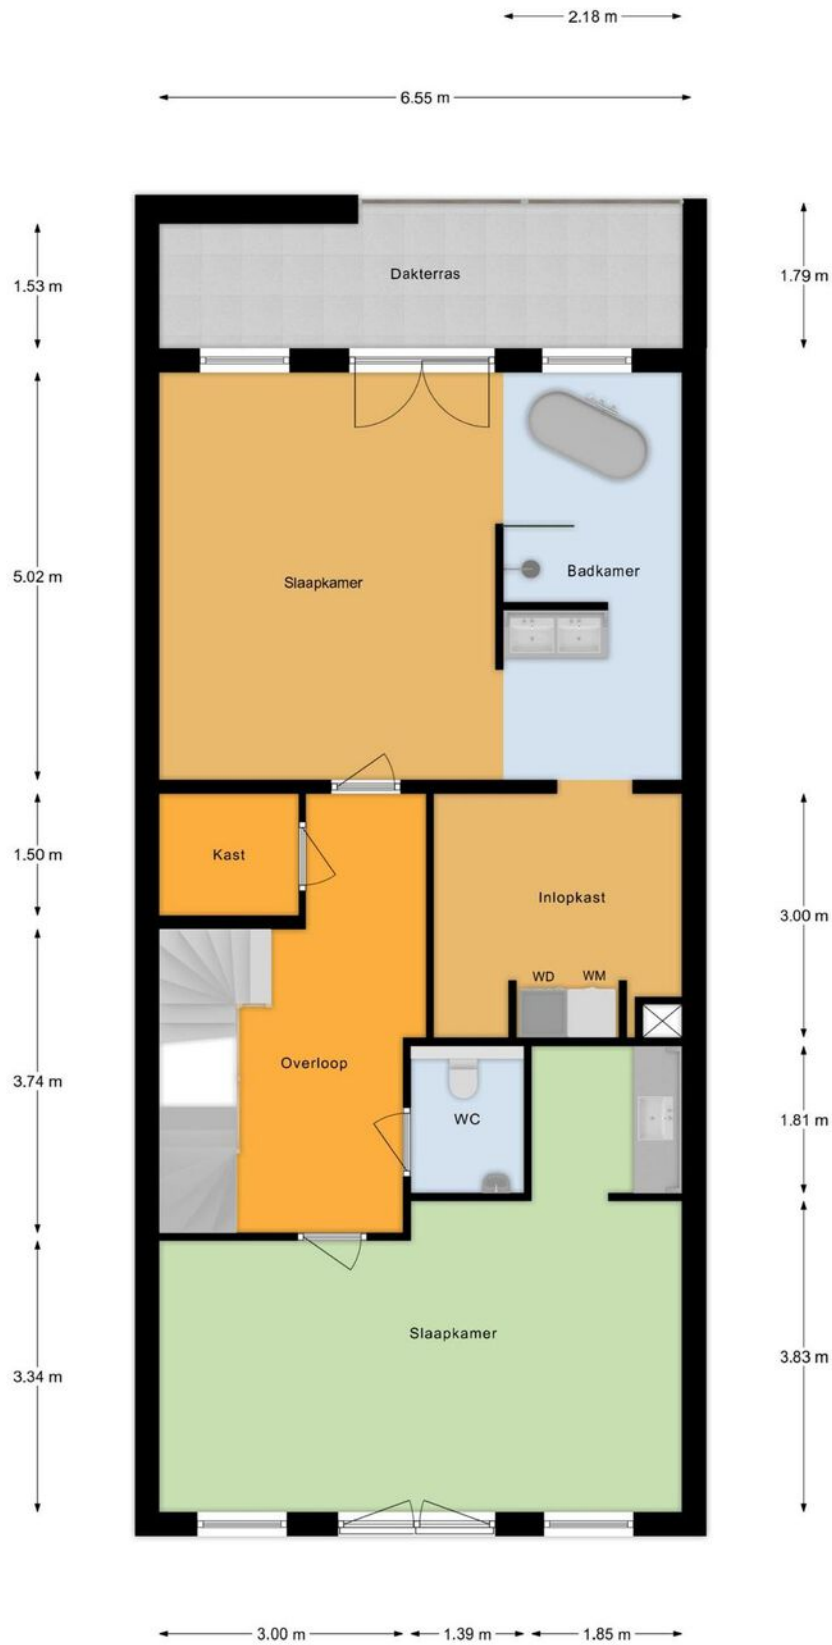 2.18 m
6.55 m
Dakterras
1.53 m
1.79 m
5.02 m
Slaapkamer
Badkamer
1.50 m
Kast
Inlopkast
3.00 m
WD
WM
3.74 m
Overloop
WC
1.81 m
Slaapkamer
3.34 m
3.83 m
3.00 m
1.39 m
1.85 m